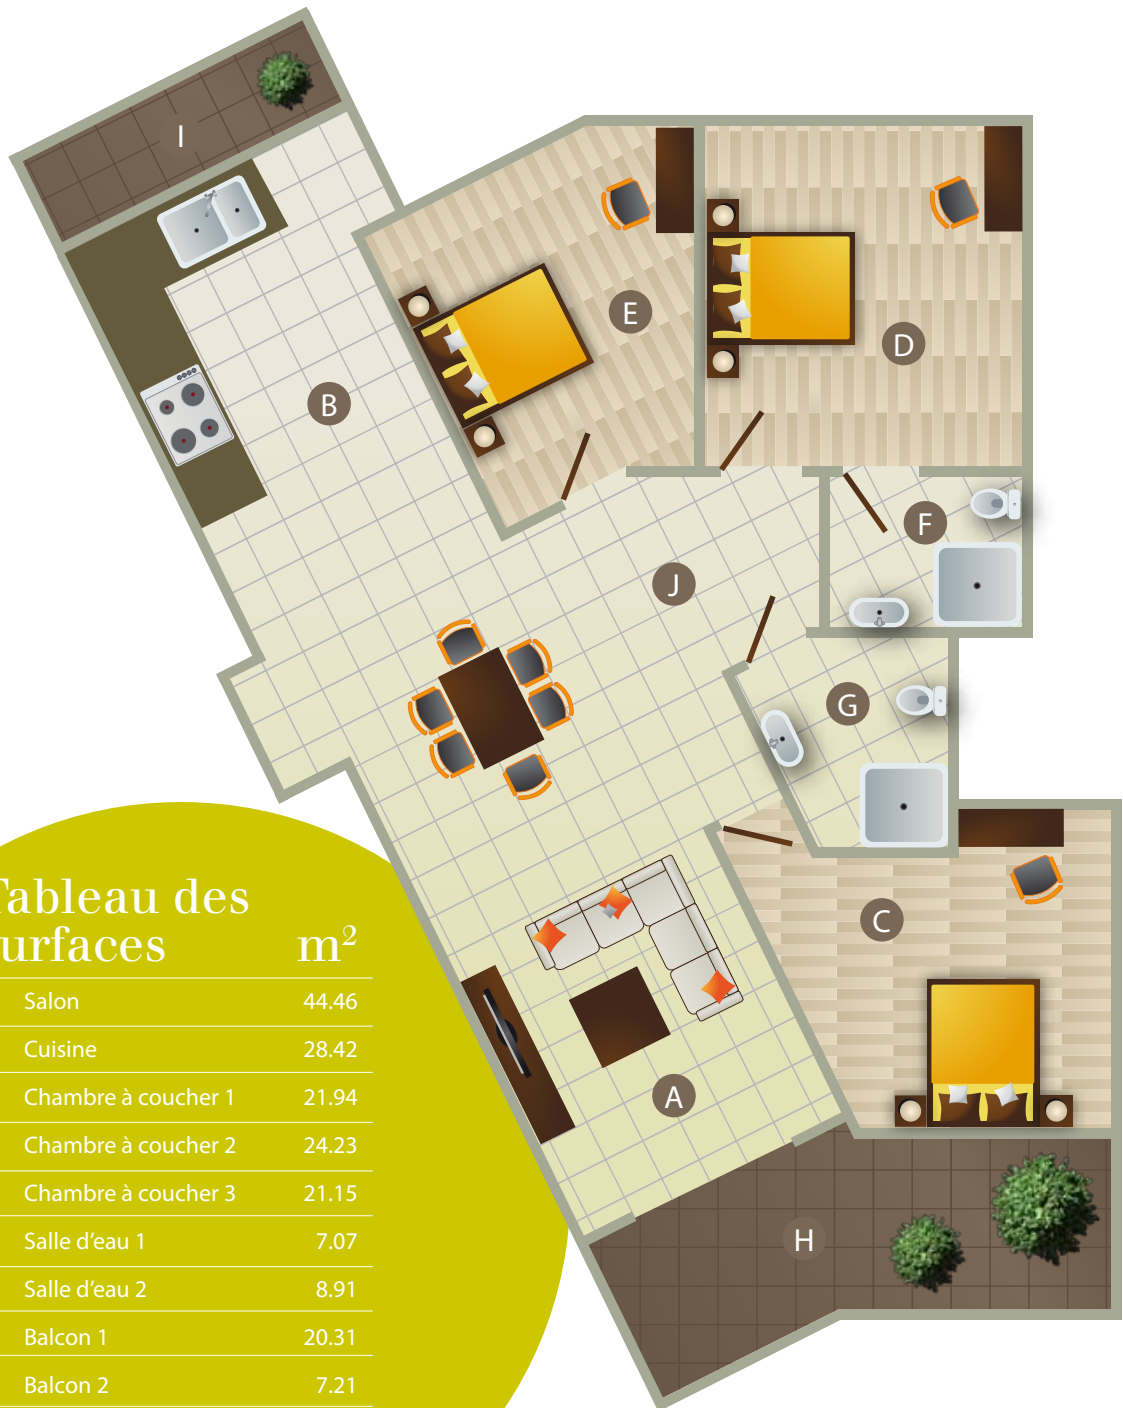 I
E
D
B
F
J
G
C
A
H
Tableau des
surfaces m²
Salon 44.46
Cuisine 28.42
Chambre à coucher 1 21.94
Chambre à coucher 2 24.23
Chambre à coucher 3 21.15
Salle d'eau 1 7.07
Salle d'eau 2 8.91
Balcon 1 20.31
Balcon 2 7.21